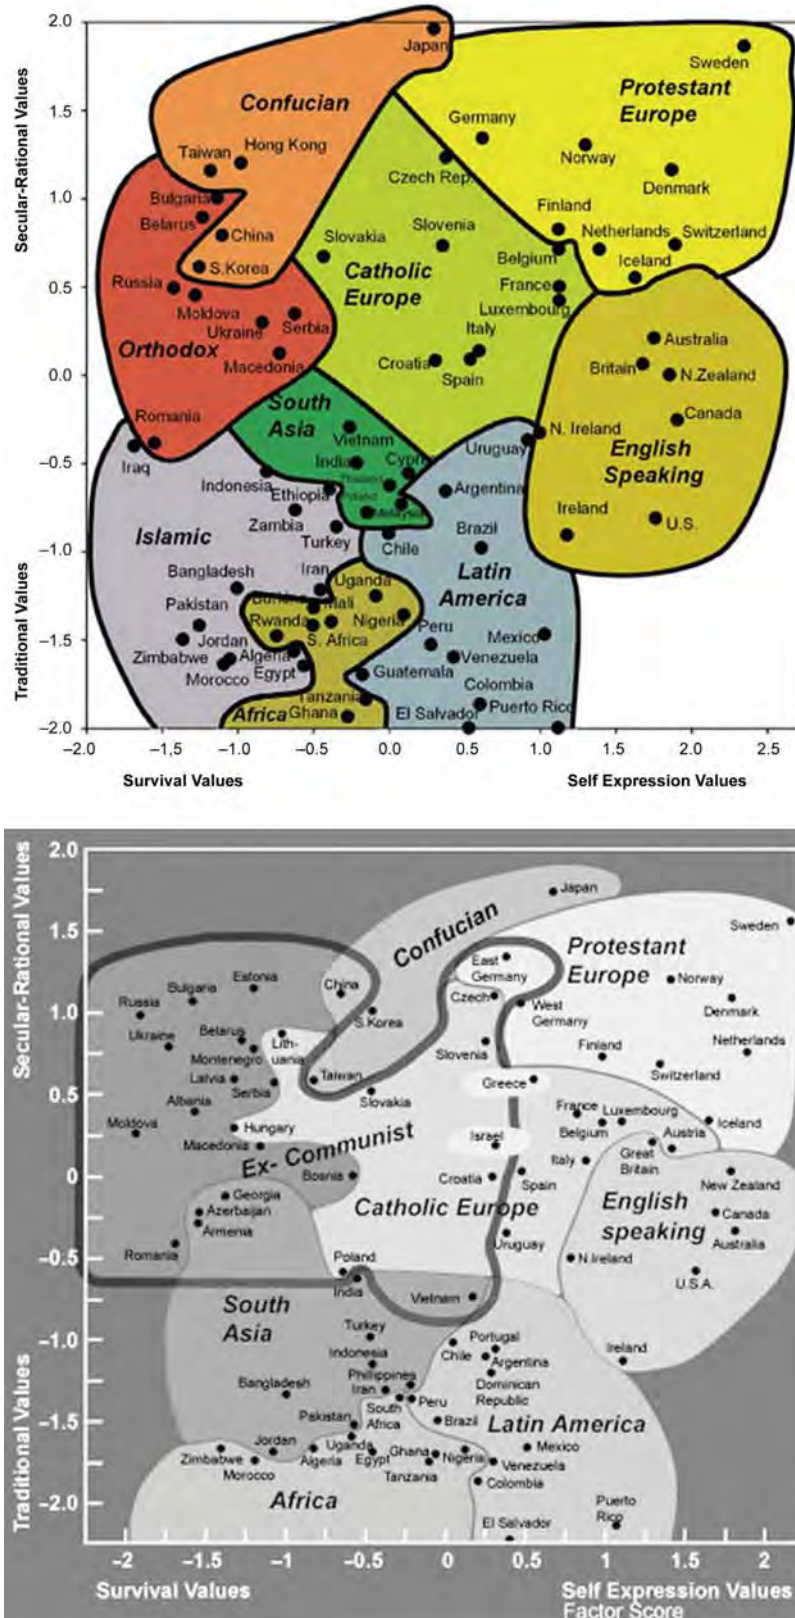 2.0
1.5
1.0
0.5
0.0
−0.5
−1.0
−1.5
−2.0
Secular-Rational Values
Traditional Values
Japan
Sweden
Confucian
Protestant
Europe
Germany
Taiwan
Hong Kong
Norway
Czech Rep.
Denmark
Bulgaria
Belarus
China
Slovakia
Slovenia
Finland
Netherlands
Switzerland
S.Korea
Catholic
Europe
Belgium
Iceland
Russia
France
Moldova
Luxembourg
Ukraine
Serbia
Italy
Australia
Orthodox
Macedonia
Croatia
Spain
Britain
N.Zealand
South
Asia
Romania
Vietnam
Canada
Iraq
India
Uruguay
N. Ireland
English
Speaking
Indonesia
Ethiopia
Malaysia
Argentina
Ireland
U.S.
Zambia
Islamic
Turkey
Chile
Brazil
Latin
America
Bangladesh
Iran
Uganda
Pakistan
Mali
Rwanda
S. Africa
Nigeria
Peru
Mexico
Zimbabwe
Jordan
Algeria
Venezuela
Morocco
Egypt
Guatemala
Tanzania
Colombia
Africa
Ghana
El Salvador
Puerto Rico
−2.0 −1,5 −1.0 −0.5 0.0 0.5 1.0 1.5 2.0 2.5
Survival Values
Self Expression Values
2.0
1.5
1.0
0.5
0
−0.5
−1.0
−1.5
−2.0
Secular-Rational Values
Traditional Values
Japan
Confucian
Sweden
Protestant
Europe
East
Germany
Norway
Russia
Bulgaria
Estonia
China
Czech
West
Germany
Denmark
S.Korea
Ukraine
Belarus
Lith-
uania
Montenegro
Slovenia
Finland
Netherlands
Switzerland
Latvia
Serbia
Taiwan
Slovakia
Greece
Albania
France
Luxembourg
Iceland
Moldova
Hungary
Macedonia
Ex- Communist
Israel
Belgium
Austria
Italy
Great
Britain
Bosnia
Croatia
Spain
New Zealand
Georgia
Azerbaijan
Armenia
Catholic Europe
English
speaking
Canada
Australia
Romania
Poland
India
Uruguay
N.Ireland
U.S.A.
South
Asia
Vietnam
Turkey
Indonesia
Chile
Portugal
Argentina
Ireland
Bangladesh
Phillippines
Iran
Dominican
Republic
Pakistan
South
Africa
Peru
Brazil
Latin America
Zimbabwe
Jordan
Morocco
Algeria
Uganda
Egypt
Ghana
Tanzania
Nigeria
Mexico
Venezuela
Colombia
Africa
El Salvador
Puerto
Rico
−2 −1.5 −1 −0.5 0 0.5 1 1.5 2
Survival Values
Self Expression Values
Factor Score